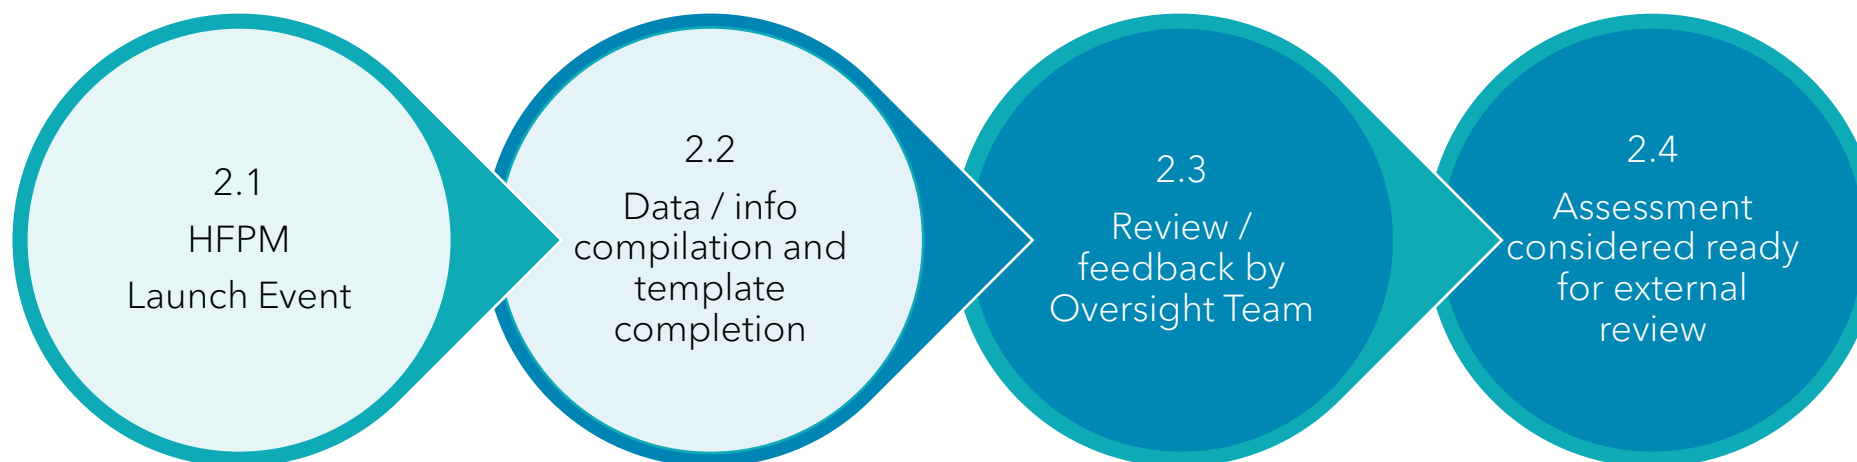 2.1
HFPM
Launch Event
2.2
Data / info
compilation and
template
completion
2.3
Review /
feedback by
Oversight Team
2.4
Assessment
considered ready
for external
review